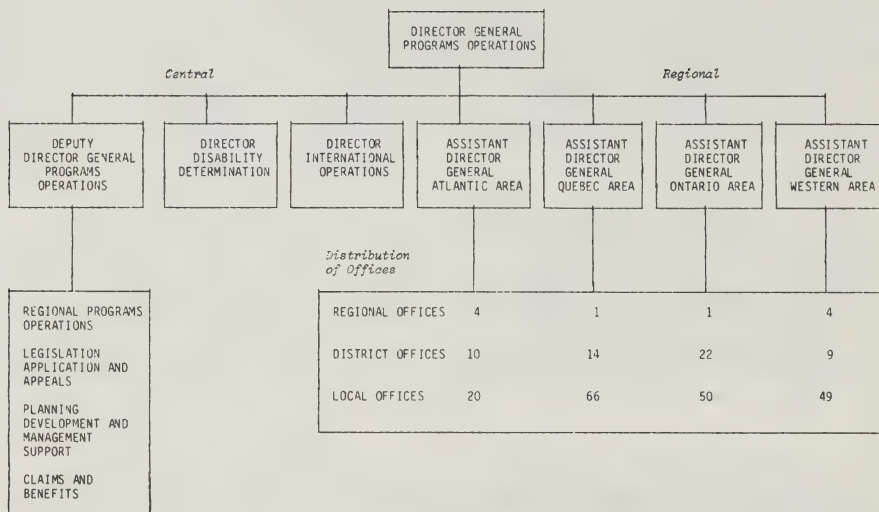 DIRECTOR GENERAL
PROGRAMS OPERATIONS
Central
Regional
DEPUTY
DIRECTOR GENERAL
PROGRAMS
OPERATIONS
DIRECTOR
DISABILITY
DETERMINATION
DIRECTOR
INTERNATIONAL
OPERATIONS
ASSISTANT
DIRECTOR
GENERAL
ATLANTIC AREA
ASSISTANT
DIRECTOR
GENERAL
QUEBEC AREA
ASSISTANT
DIRECTOR
GENERAL
ONTARIO AREA
ASSISTANT
DIRECTOR
GENERAL
WESTERN AREA
Distribution
of Offices
REGIONAL PROGRAMS
OPERATIONS
LEGISLATION
APPLICATION AND
APPEALS
PLANNING
DEVELOPMENT AND
MANAGEMENT
SUPPORT
CLAIMS AND
BENEFITS
REGIONAL OFFICES 4 1 1 4
DISTRICT OFFICES 10 14 22 9
LOCAL OFFICES 20 66 50 49